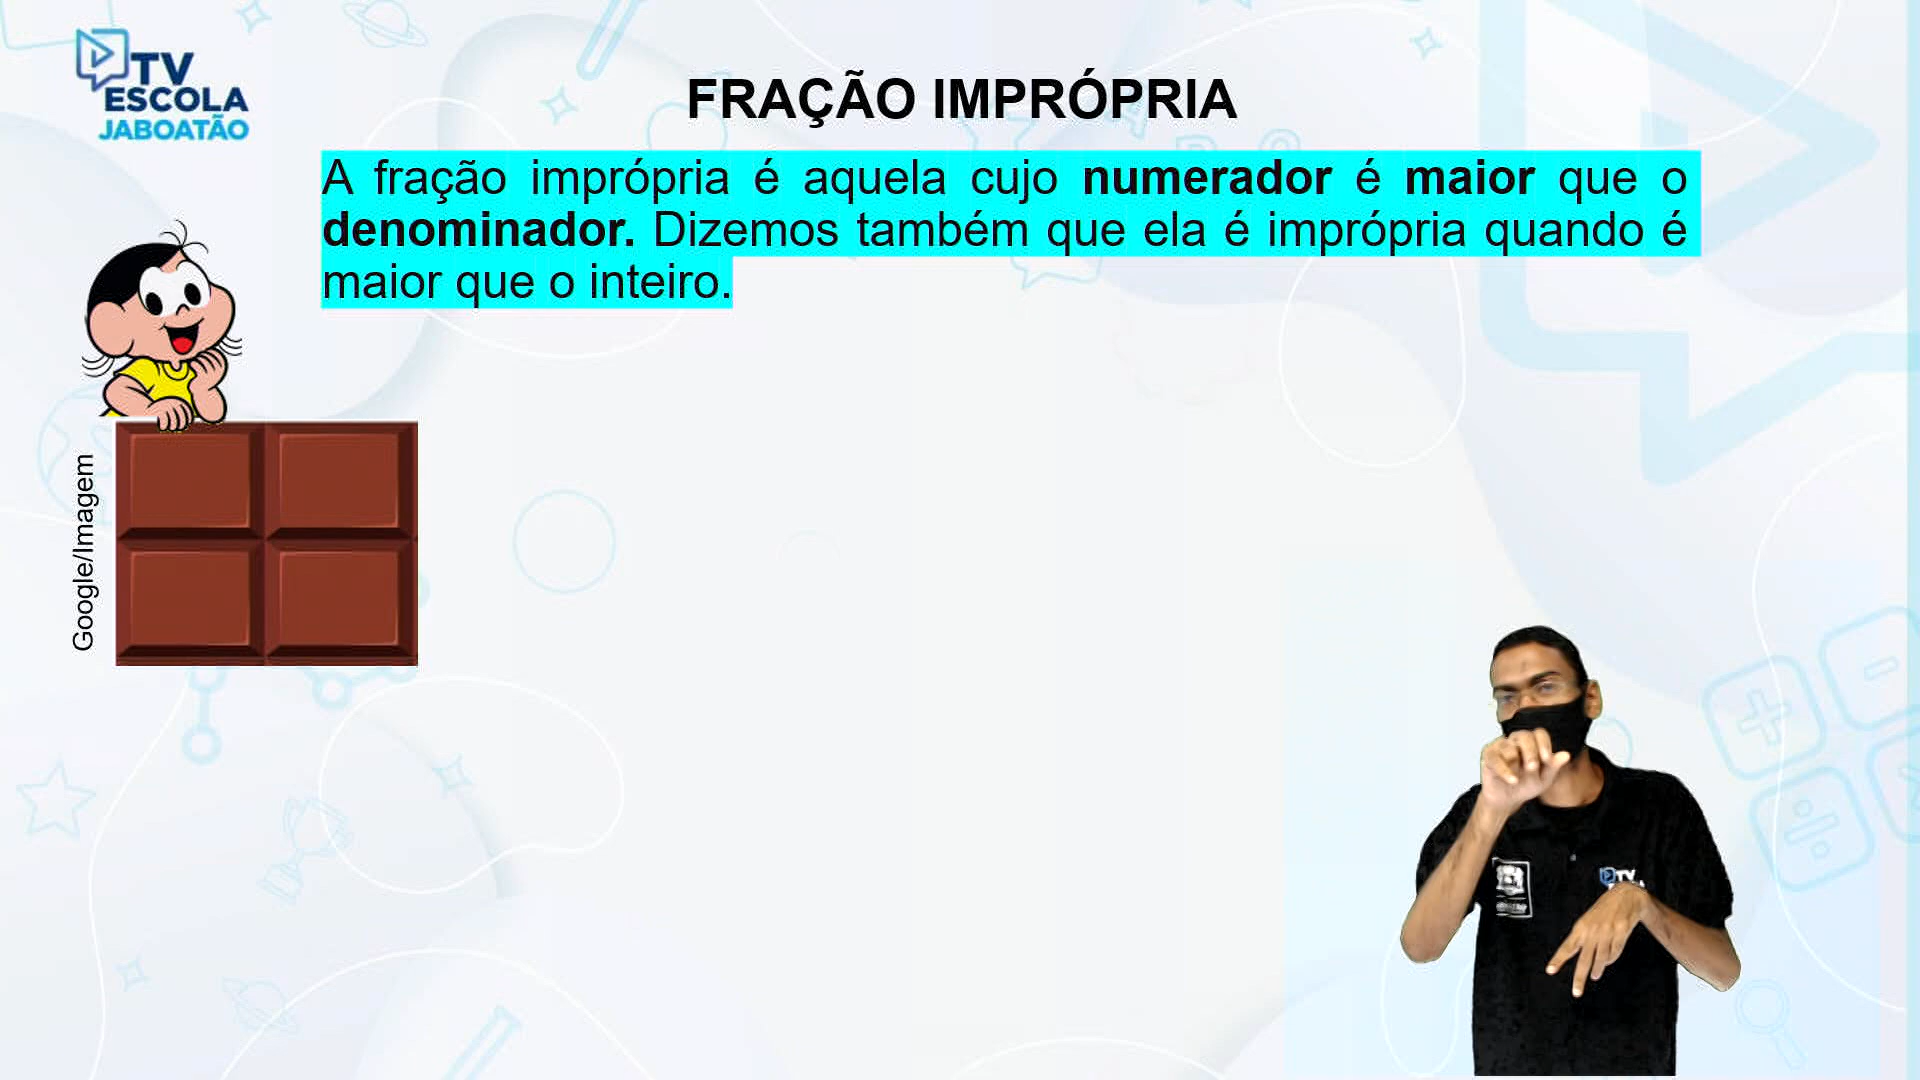 TV
ESCOLA
JABOATÃO
FRAÇÃO IMPRÓPRIA
A fração imprópria é aquela cujo numerador é maior que o
denominador. Dizemos também que ela é imprópria quando é
maior que o inteiro.
Google/Imagem
TV